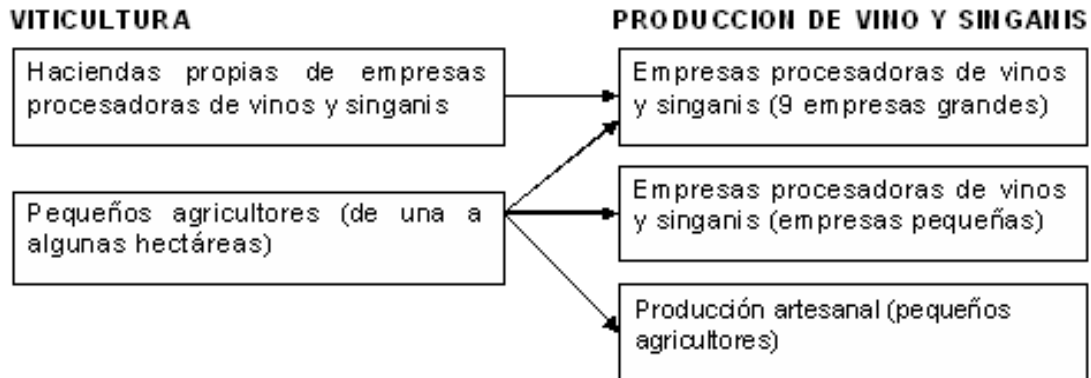 VITICULTURA
PRODUCCION DE VINO Y SINGANIS
Haciendas propias de empresas
procesadoras de vinos y singanis
Empresas procesadoras de vinos
y singanis (9 empresas grandes)
Pequeños agricultores (de una a
algunas hectáreas)
Empresas procesadoras de vinos
y singanis (empresas pequeñas)
Producción artesanal (pequeños
agricultores)